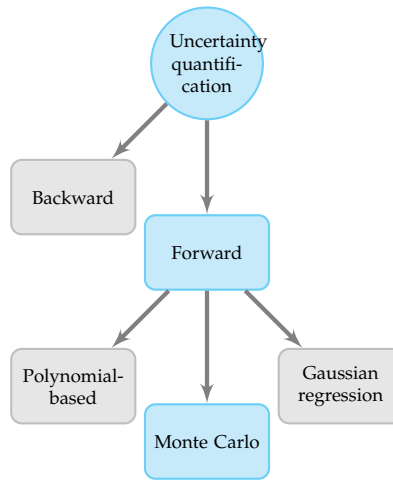 Uncertainty
quantifi-
cation
Backward
Forward
Polynomial-
based
Gaussian
regression
Monte Carlo